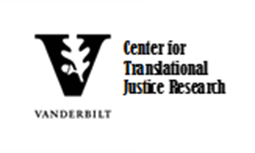 Center for
Translational
Justice Research
V
VANDERBILT